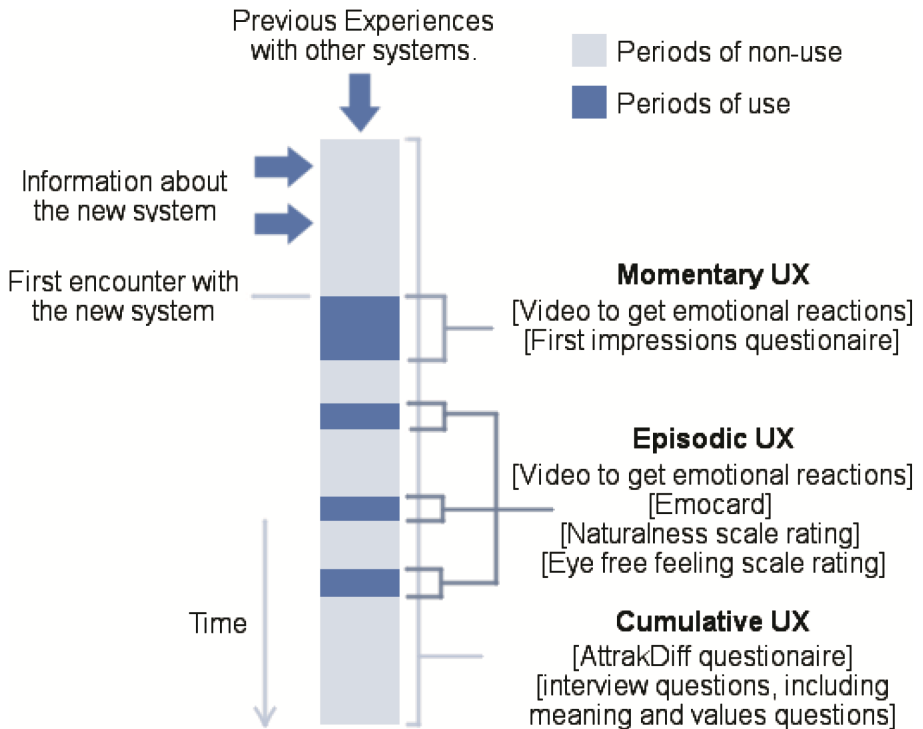 Previous Experiences
with other systems.
Periods of non-use
Periods of use
Information about
the new system
First encounter with
the new system
Momentary UX
[Video to get emotional reactions]
[First impressions questionaire]
Episodic UX
[Video to get emotional reactions]
[Emocard]
[Naturalness scale rating]
[Eye free feeling scale rating]
Time
Cumulative UX
[AttrakDiff questionaire]
[interview questions, including
meaning and values questions]